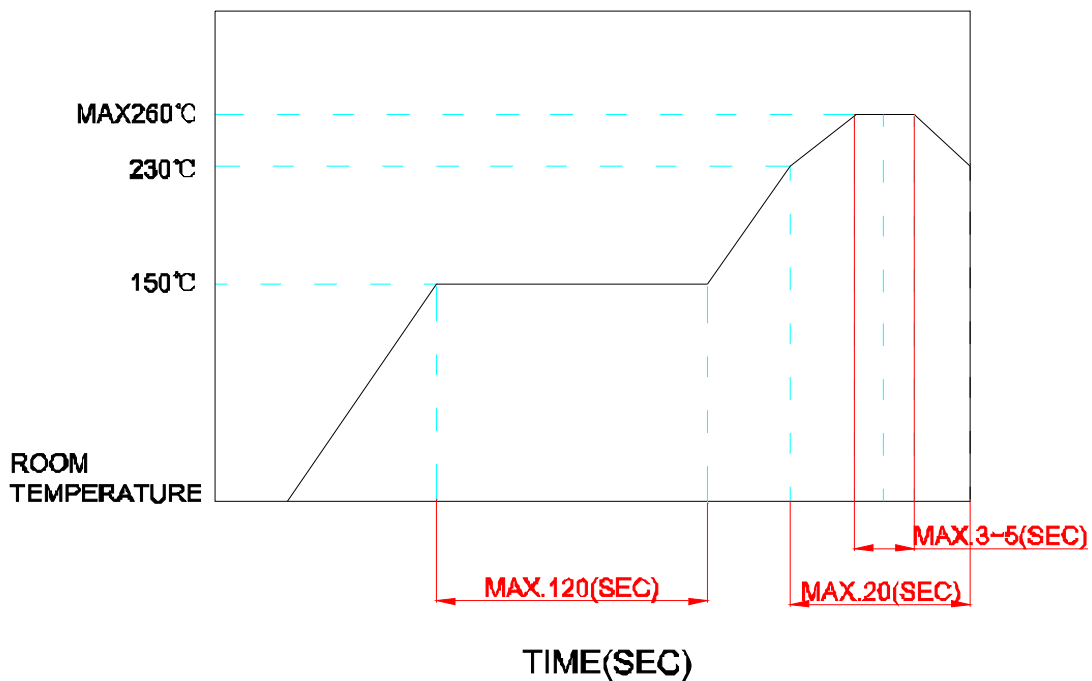 MAX260℃
230℃
150℃
ROOM
TEMPERATURE
MAX.3~5(SEC)
MAX.120(SEC)
MAX.20(SEC)
TIME(SEC)